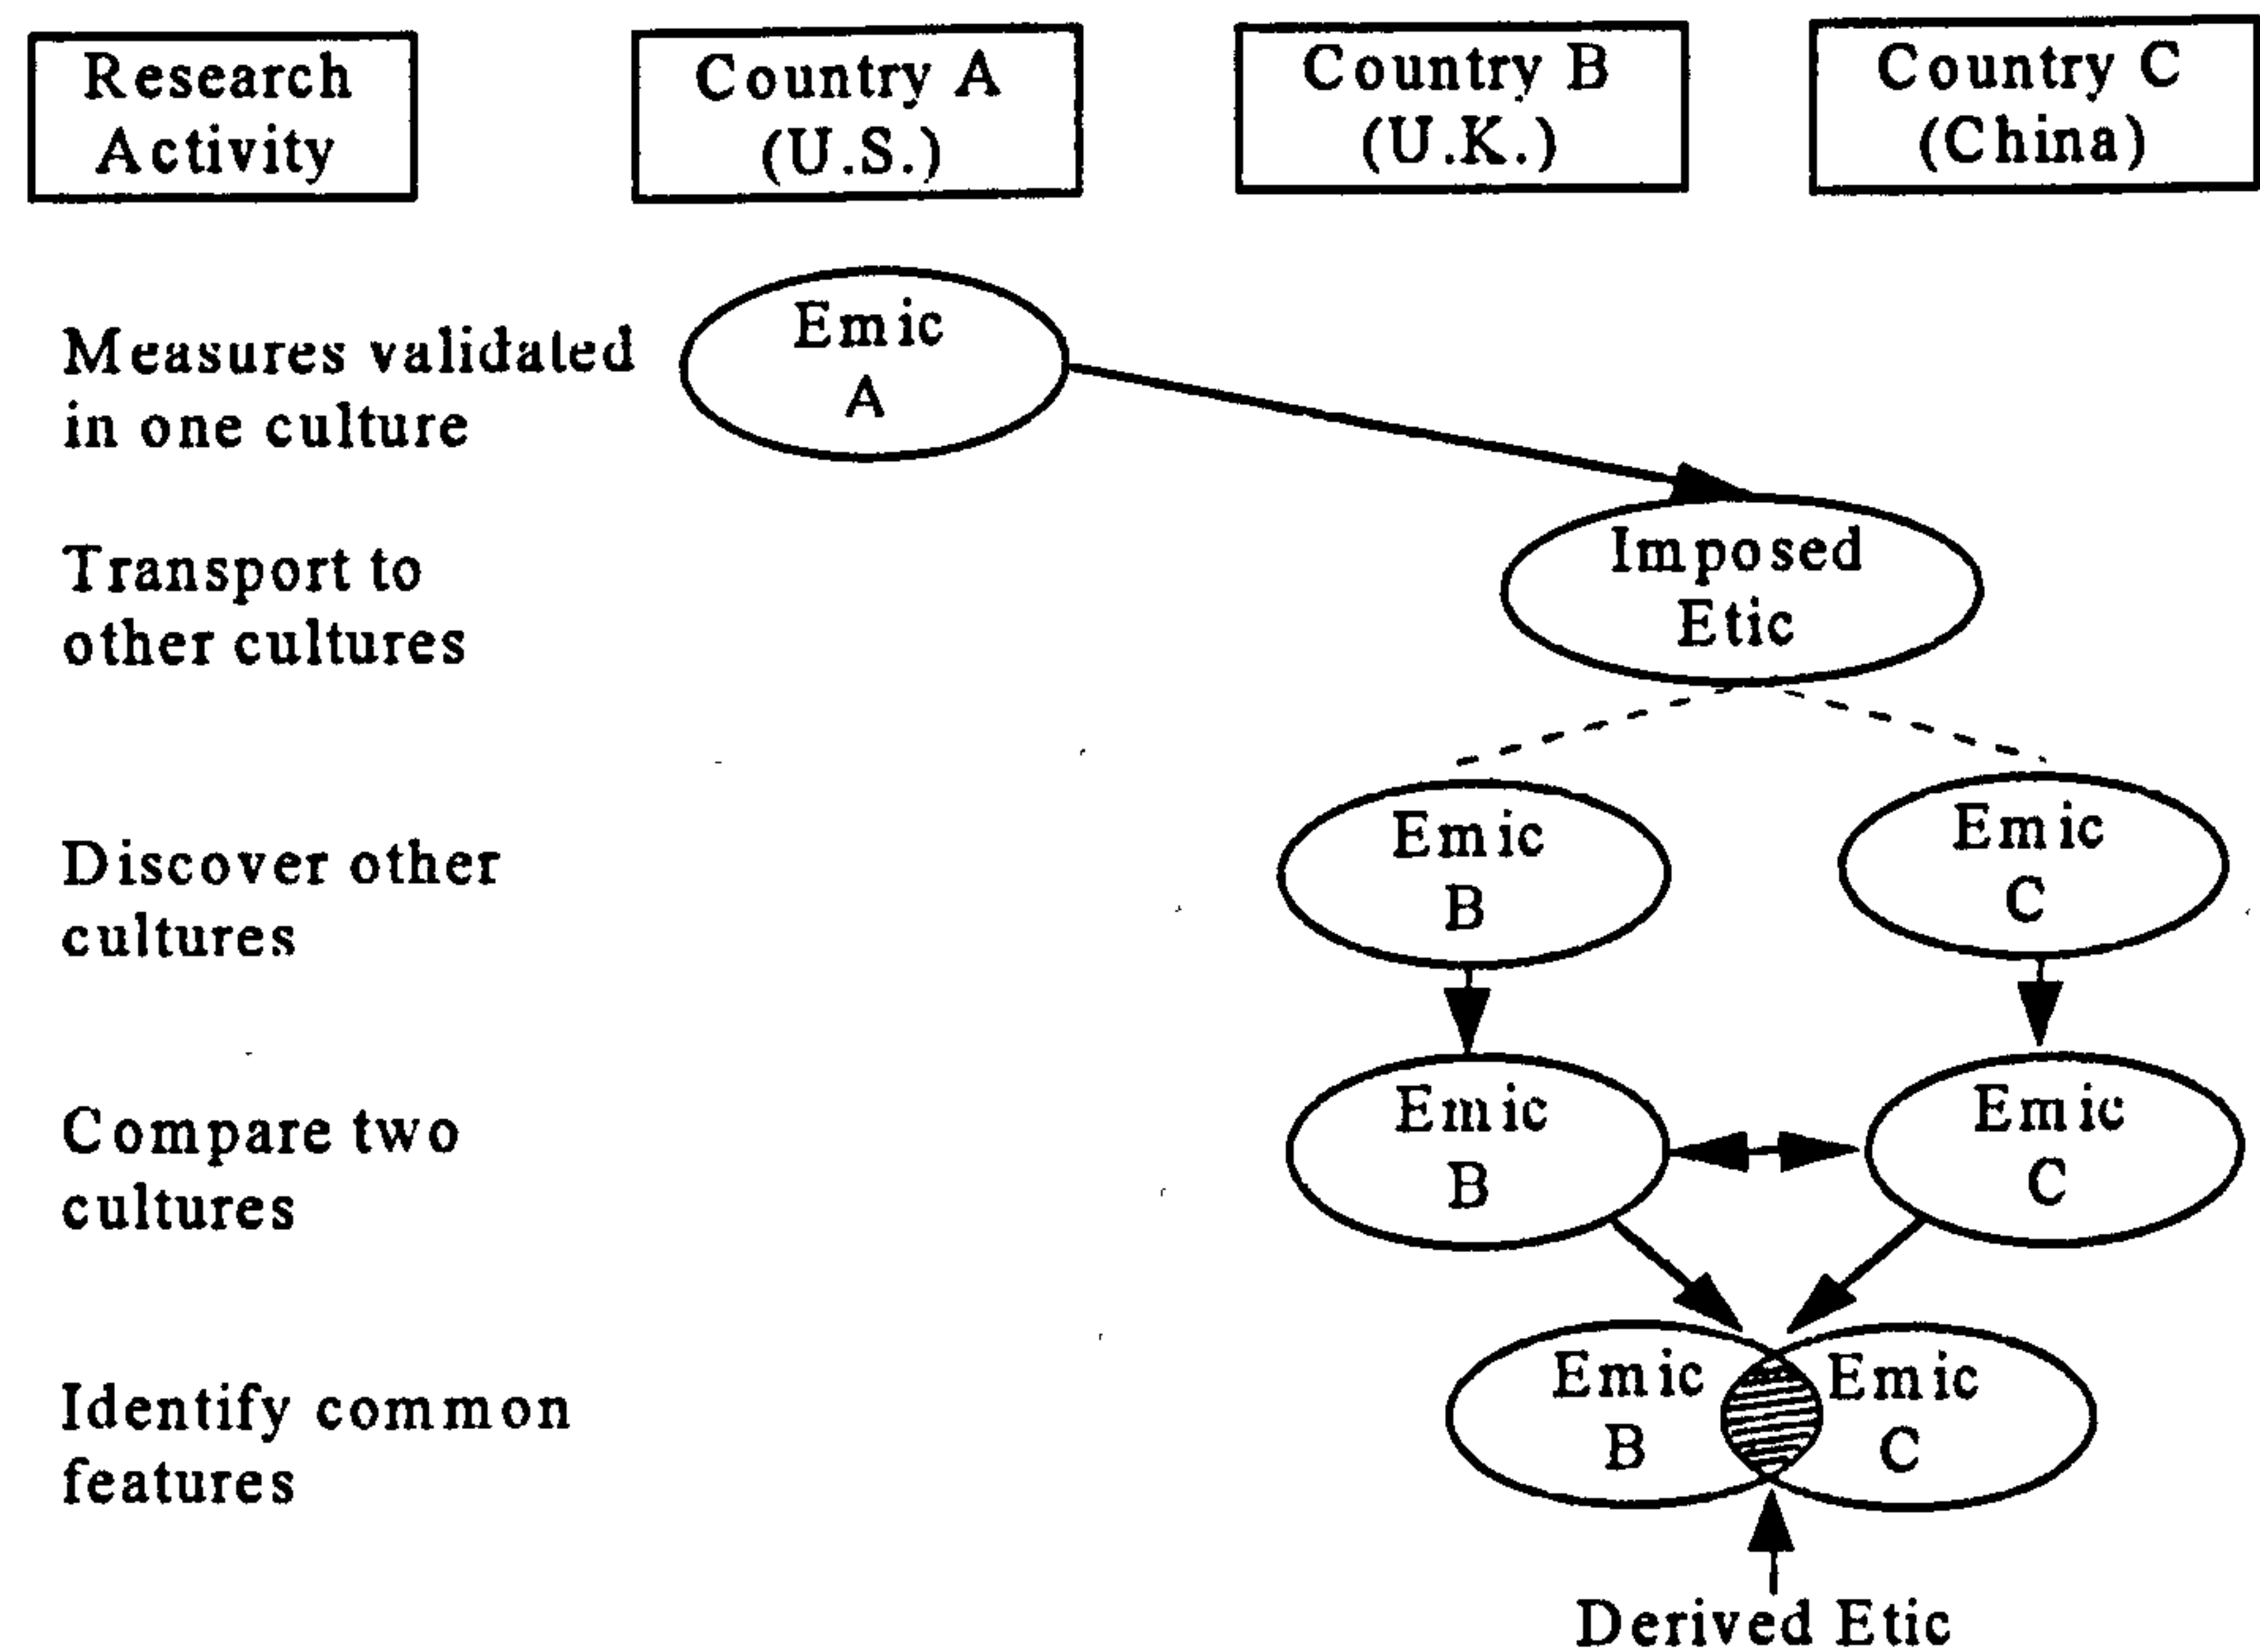 Research
Activity
Country A
(U.S.)
Country B
(U.K.)
Country C
(China)
Measures validated
in one culture
Emic
A
Transport to
other cultures
Imposed
Etic
Discover other
cultures
Emic
B
Emic
C
Compare two
cultures
Emic
B
Emic
C
Identify common
features
Emic
B
Emic
C
Derived Etic